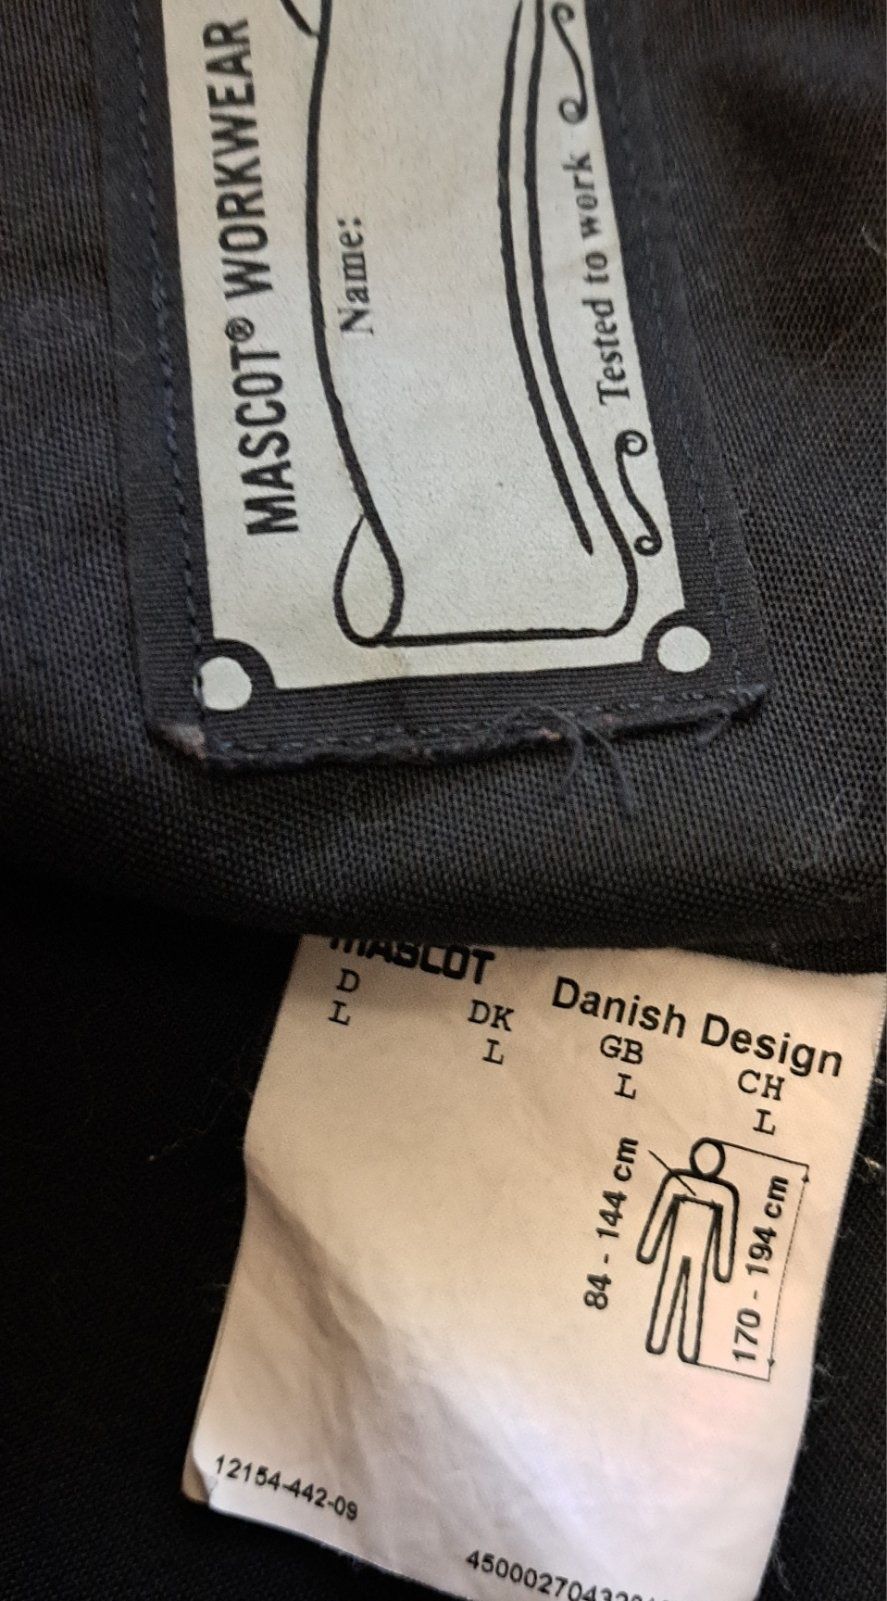 MASCOT® WORKWEAR
Name:
Tested to work
MASCOT
Danish Design
D DK GB CH
L L L L
84 - 144 cm
170 - 194 cm
12154-442-09